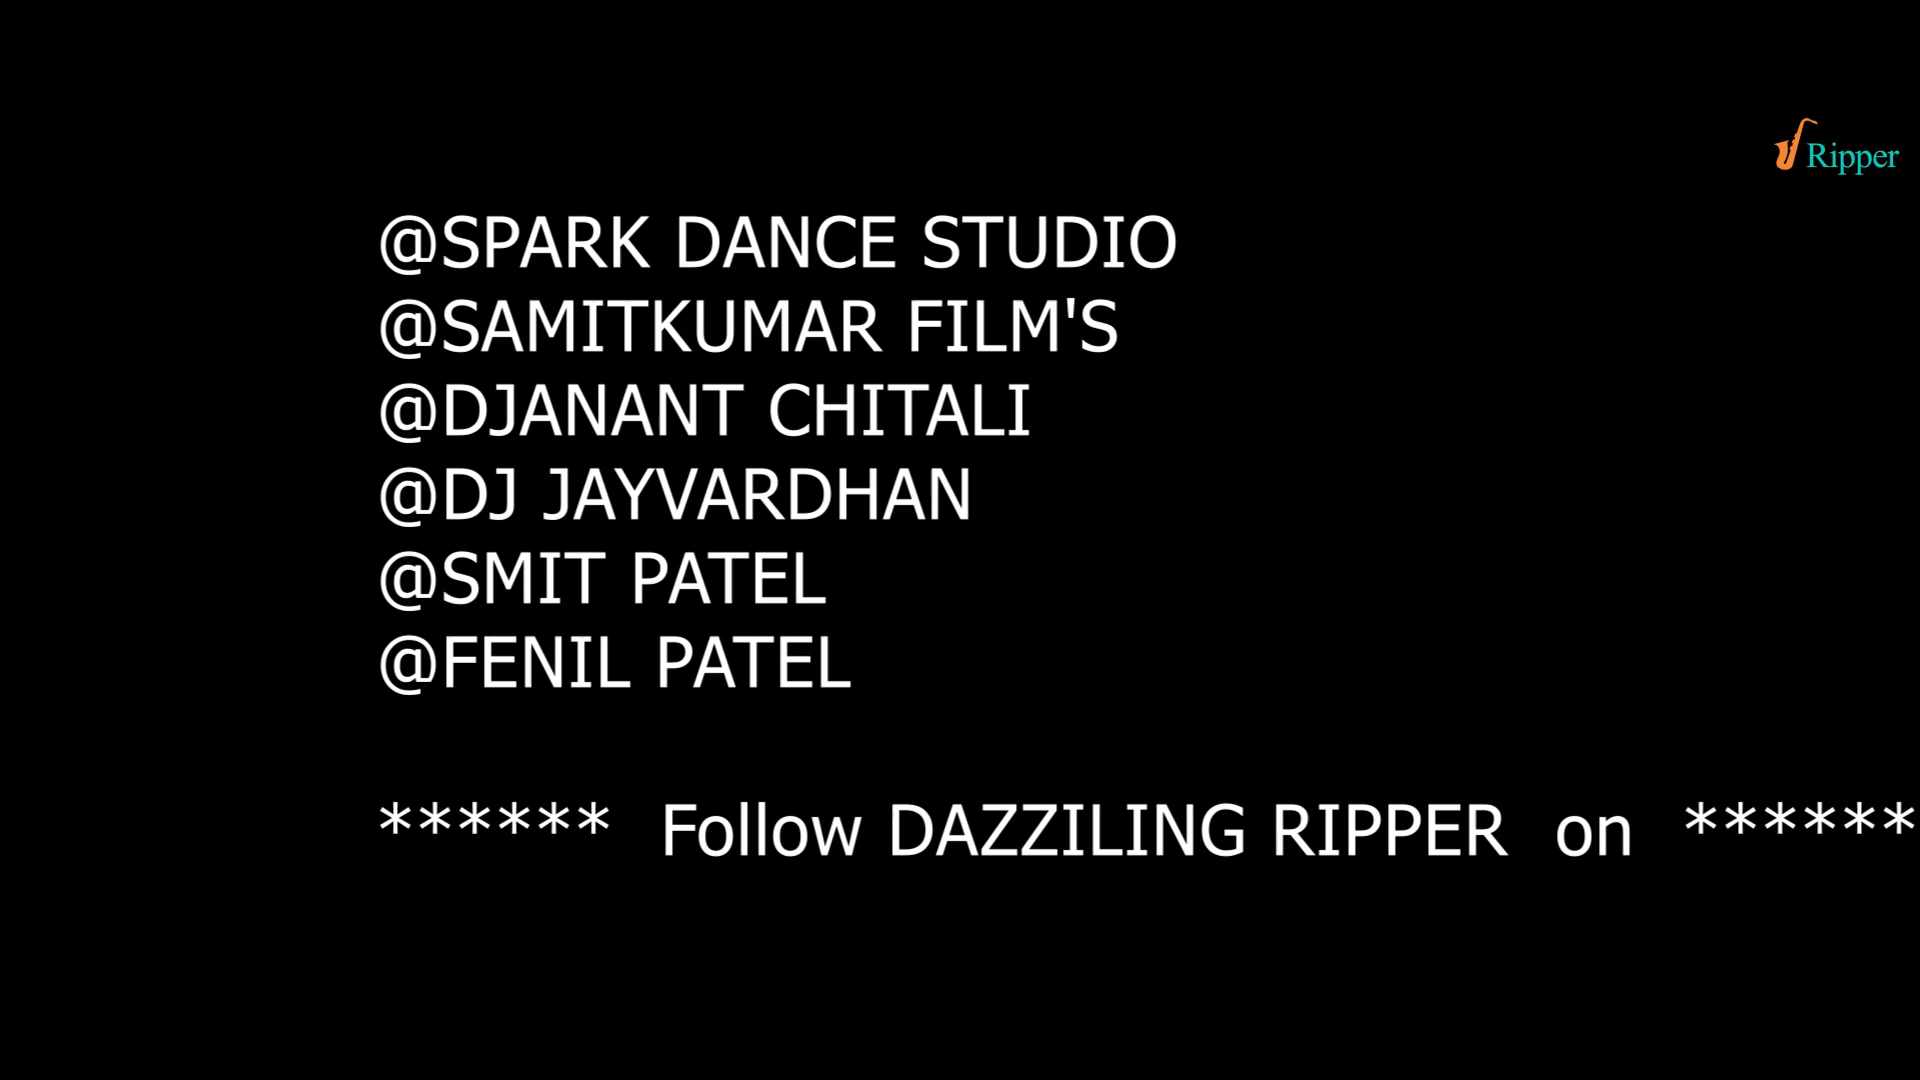 Ripper
@SPARK DANCE STUDIO
@SAMITKUMAR FILM'S
@DJANANT CHITALI
@DJ JAYVARDHAN
@SMIT PATEL
@FENIL PATEL
****** Follow DAZZILING RIPPER on ******